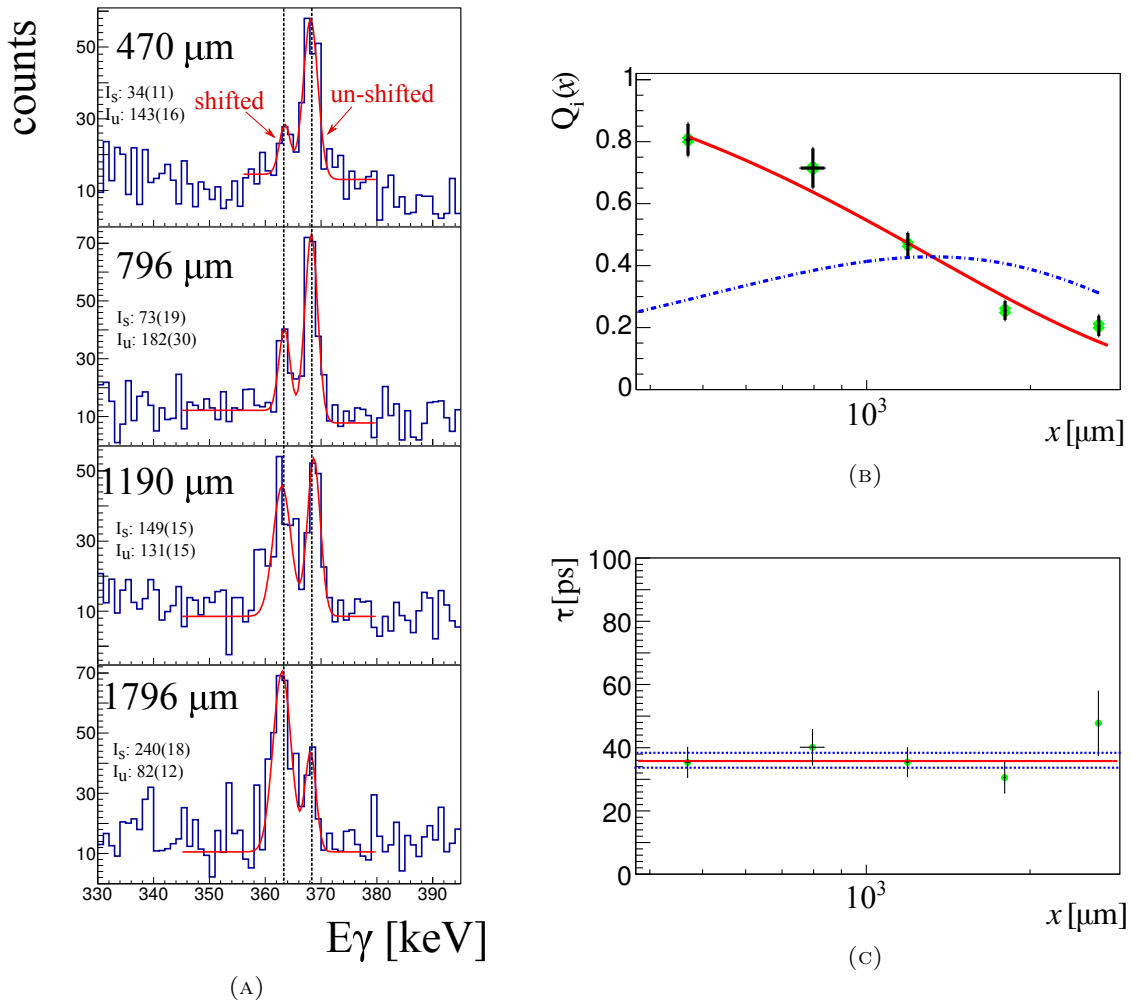 counts
50
30
10
470 μm
Is: 34(11)
Iu: 143(16)
shifted
un-shifted
70
50
30
10
796 μm
Is: 73(19)
Iu: 182(30)
50
30
10
1190 μm
Is: 149(15)
Iu: 131(15)
70
50
30
10
1796 μm
Is: 240(18)
Iu: 82(12)
330 340 350 360 370 380 390
Eγ [keV]
(A)
Qi(x)
1
0.8
0.6
0.4
0.2
0
10³
x [μm]
(B)
τ [ps]
100
80
60
40
20
0
10³
x [μm]
(C)